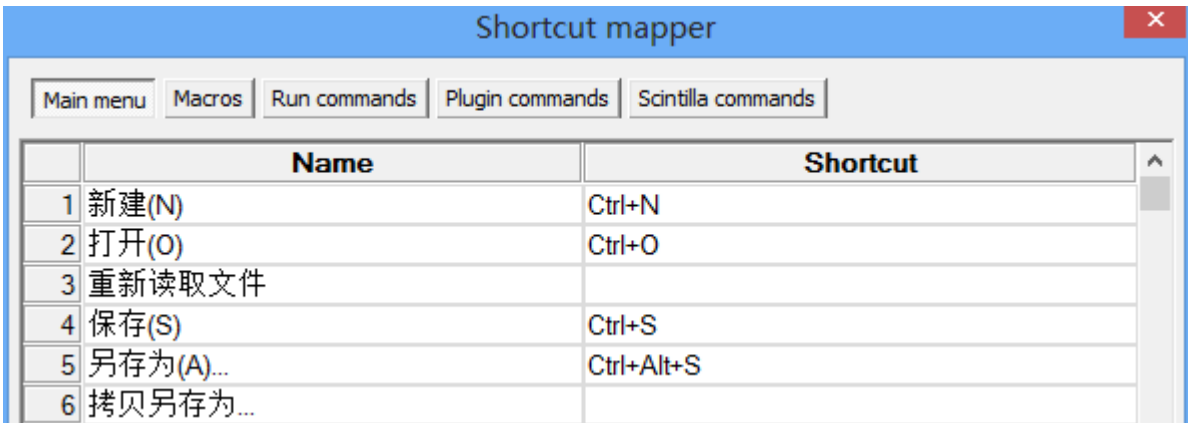 Shortcut mapper
Main menu Macros Run commands Plugin commands Scintilla commands
Name Shortcut
1 新建(N) Ctrl+N
2 打开(O) Ctrl+O
3 重新读取文件
4 保存(S) Ctrl+S
5 另存为(A)... Ctrl+Alt+S
6 拷贝另存为...